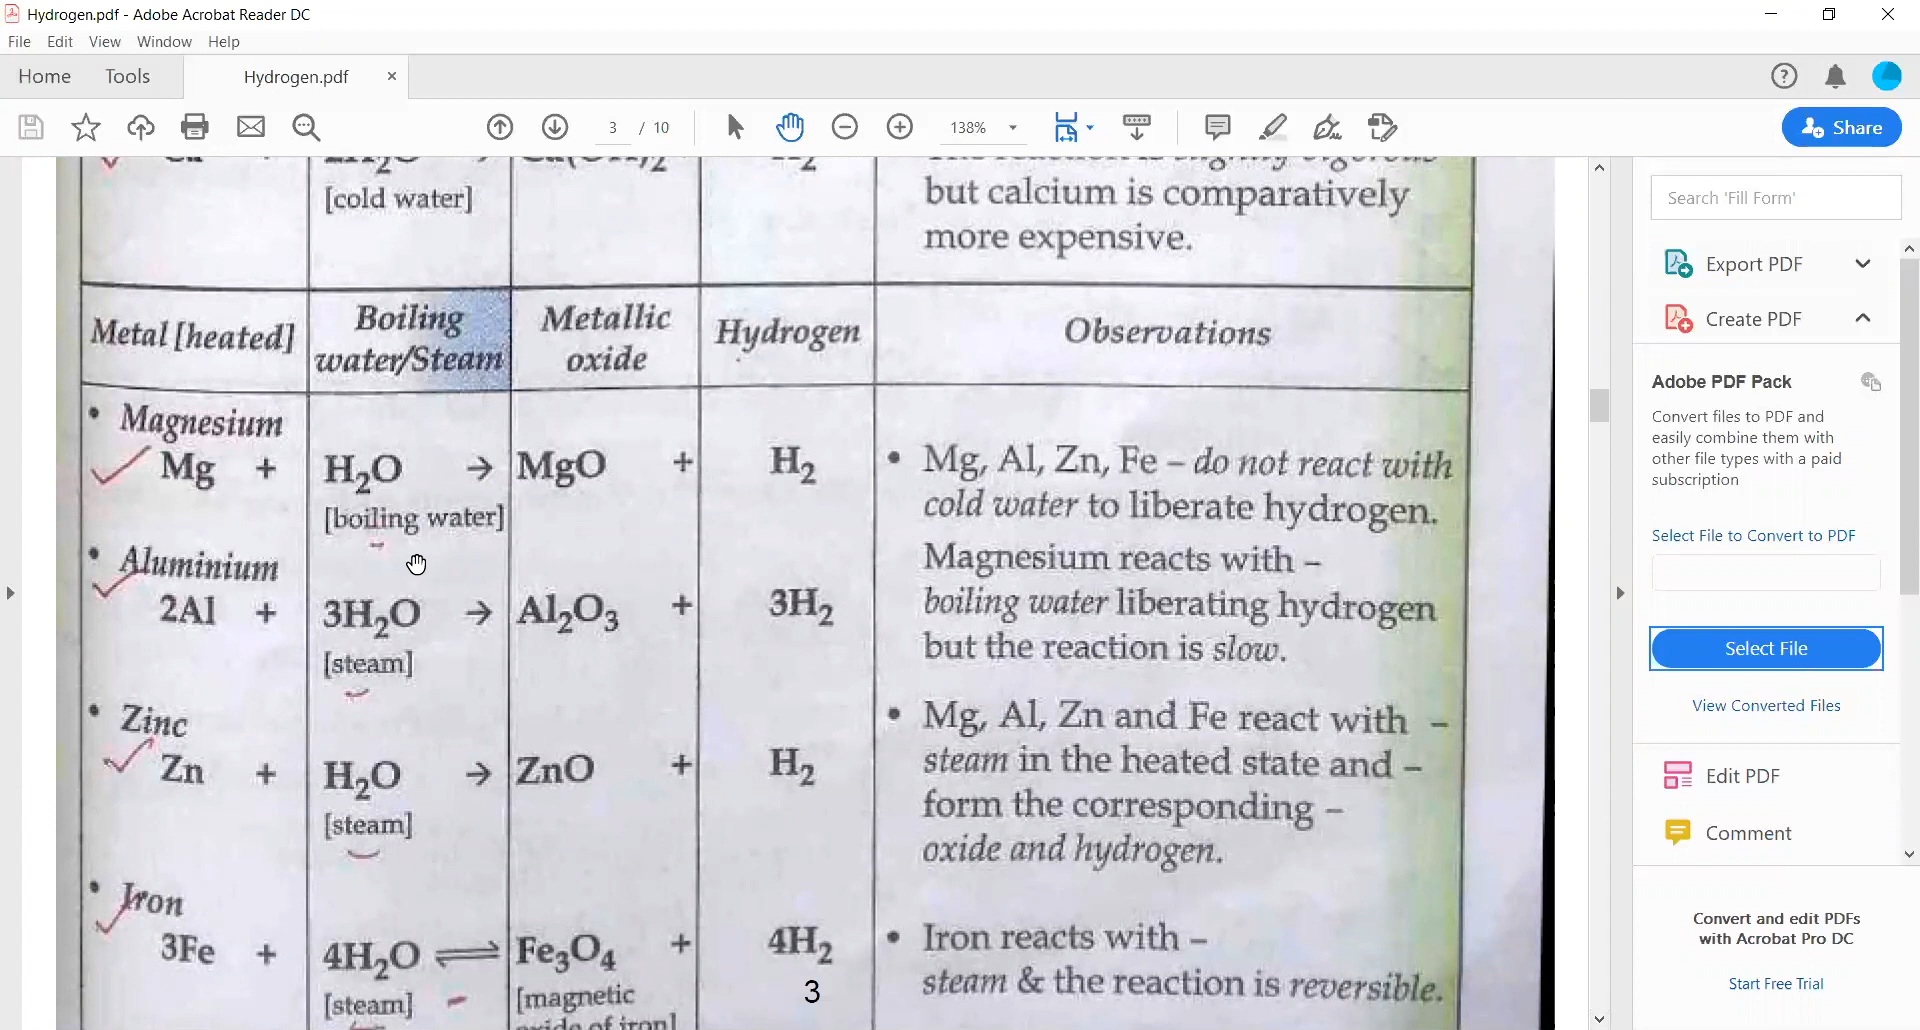 Hydrogen.pdf - Adobe Acrobat Reader DC
File Edit View Window Help
Home Tools Hydrogen.pdf ×
3 / 10 138% Share
[cold water]
but calcium is comparatively
more expensive.
Metal [heated] Boiling water/Steam Metallic oxide Hydrogen Observations
• Magnesium
Mg + H₂O → MgO + H₂
[boiling water]
• Mg, Al, Zn, Fe – do not react with
cold water to liberate hydrogen.
Magnesium reacts with –
boiling water liberating hydrogen
but the reaction is slow.
• Aluminium
2Al + 3H₂O → Al₂O₃ + 3H₂
[steam]
• Zinc
Zn + H₂O → ZnO + H₂
[steam]
• Mg, Al, Zn and Fe react with –
steam in the heated state and –
form the corresponding –
oxide and hydrogen.
• Iron
3Fe + 4H₂O ⇌ Fe₃O₄ + 4H₂
[steam] [magnetic
oxide of iron]
• Iron reacts with –
steam & the reaction is reversible.
3
Search 'Fill Form'
Export PDF
Create PDF
Adobe PDF Pack
Convert files to PDF and
easily combine them with
other file types with a paid
subscription
Select File to Convert to PDF
Select File
View Converted Files
Edit PDF
Comment
Convert and edit PDFs
with Acrobat Pro DC
Start Free Trial